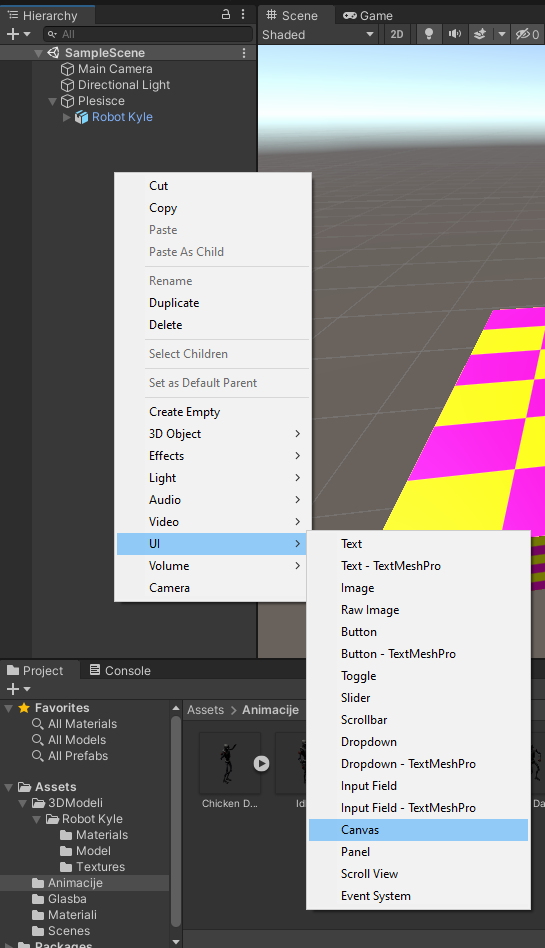 Hierarchy
Scene
Game
All
Shaded
2D
0
SampleScene
Main Camera
Directional Light
Plesisce
Robot Kyle
Cut
Copy
Paste
Paste As Child
Rename
Duplicate
Delete
Select Children
Set as Default Parent
Create Empty
3D Object
Effects
Light
Audio
Video
UI
Volume
Camera
Text
Text - TextMeshPro
Image
Raw Image
Button
Button - TextMeshPro
Toggle
Slider
Scrollbar
Dropdown
Dropdown - TextMeshPro
Input Field
Input Field - TextMeshPro
Canvas
Panel
Scroll View
Event System
Project
Console
Favorites
All Materials
All Models
All Prefabs
Assets
3DModeli
Robot Kyle
Materials
Model
Textures
Animacije
Glasba
Materiali
Scenes
Packages
Assets > Animacije
Chicken D...